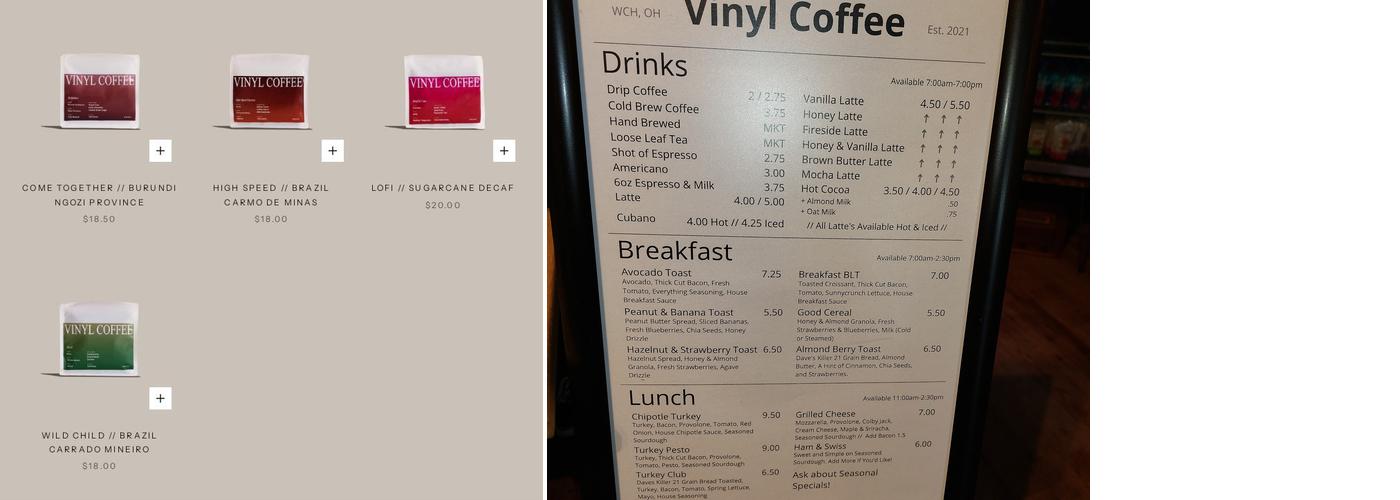 VINYL COFFEE
VINYL COFFEE
VINYL COFFEE
COME TOGETHER // BURUNDI
NGOZI PROVINCE
$18.50
HIGH SPEED // BRAZIL
CARMO DE MINAS
$18.00
LOFI // SUGARCANE DECAF
$20.00
VINYL COFFEE
WILD CHILD // BRAZIL
CARRADO MINEIRO
$18.00
WCH, OH
Vinyl Coffee
Est. 2021
Drinks
Available 7:00am-7:00pm
Drip Coffee 2 / 2.75
Cold Brew Coffee 3.75
Hand Brewed MKT
Loose Leaf Tea MKT
Shot of Espresso 2.75
Americano 3.00
6oz Espresso & Milk 3.75
Latte 4.00 / 5.00
Cubano 4.00 Hot // 4.25 Iced
Vanilla Latte 4.50 / 5.50
Honey Latte ↑ ↑ ↑
Fireside Latte ↑ ↑ ↑
Honey & Vanilla Latte ↑ ↑ ↑
Brown Butter Latte ↑ ↑ ↑
Mocha Latte ↑ ↑ ↑
Hot Cocoa 3.50 / 4.00 / 4.50
+ Almond Milk .50
+ Oat Milk .75
// All Latte's Available Hot & Iced //
Breakfast
Available 7:00am-2:30pm
Avocado Toast 7.25
Avocado, Thick Cut Bacon, Fresh
Tomato, Everything Seasoning, House
Breakfast Sauce
Peanut & Banana Toast 5.50
Peanut Butter Spread, Sliced Bananas,
Fresh Blueberries, Chia Seeds, Honey
Drizzle
Hazelnut & Strawberry Toast 6.50
Hazelnut Spread, Honey & Almond
Granola, Fresh Strawberries, Agave
Drizzle
Breakfast BLT 7.00
Toasted Croissant, Thick Cut Bacon,
Tomato, Sunnycrunch Lettuce, House
Breakfast Sauce
Good Cereal 5.50
Honey & Almond Granola, Fresh
Strawberries & Blueberries, Milk (Cold
or Steamed)
Almond Berry Toast 6.50
Dave's Killer 21 Grain Bread, Almond
Butter, A Hint of Cinnamon, Chia Seeds,
and Strawberries.
Lunch
Available 11:00am-2:30pm
Chipotle Turkey 9.50
Turkey, Bacon, Provolone, Tomato, Red
Onion, House Chipotle Sauce, Seasoned
Sourdough
Turkey Pesto 9.00
Turkey, Thick Cut Bacon, Provolone,
Tomato, Pesto, Seasoned Sourdough
Turkey Club 6.50
Daves Killer 21 Grain Bread Toasted,
Turkey, Bacon, Tomato, Spring Lettuce,
Mayo, House Seasoning
Grilled Cheese 7.00
Mozzarella, Provolone, Colby Jack,
Cream Cheese, Maple & Sriracha,
Seasoned Sourdough // Add Bacon 1.5
Ham & Swiss 6.00
Sweet and Simple on Seasoned
Sourdough. Add More If You'd Like!
Ask about Seasonal
Specials!